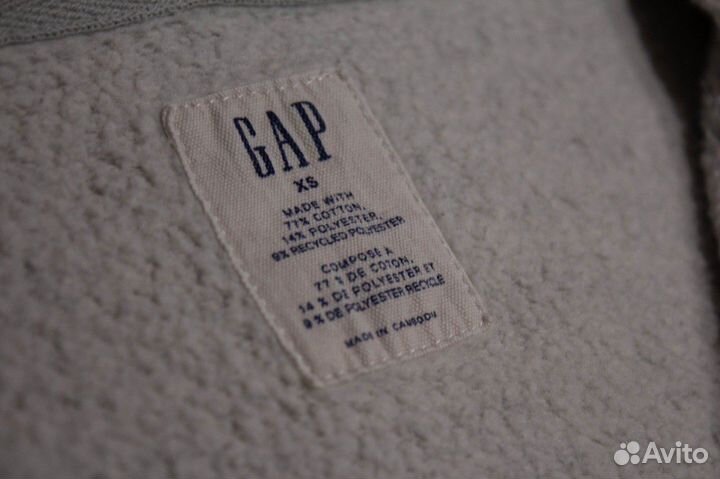 GAP
XS
MADE WITH
77% COTTON,
14% POLYESTER,
9% RECYCLED POLYESTER
COMPOSÉ À
77 % DE COTON,
14 % DE POLYESTER ET
9 % DE POLYESTER RECYCLÉ
MADE IN CAMBODIA
Avito